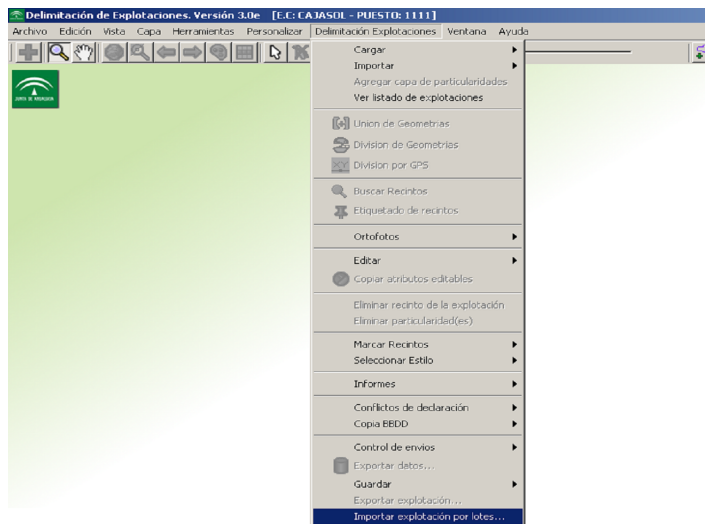 Delimitación de Explotaciones. Versión 3.0e [E.C: CAJASOL - PUESTO: 1111]
Archivo Edición Vista Capa Herramientas Personalizar Delimitación Explotaciones Ventana Ayuda
Cargar
Importar
Agregar capa de particularidades
Ver listado de explotaciones
Union de Geometrias
Division de Geometrias
Division por GPS
Buscar Recintos
Etiquetado de recintos
Ortofotos
Editar
Copiar atributos editables
Eliminar recinto de la explotación
Eliminar particularidad(es)
Marcar Recintos
Seleccionar Estilo
Informes
Conflictos de declaración
Copia BBDD
Control de envios
Exportar datos...
Guardar
Exportar explotación...
Importar explotación por lotes...
JUNTA DE ANDALUCIA